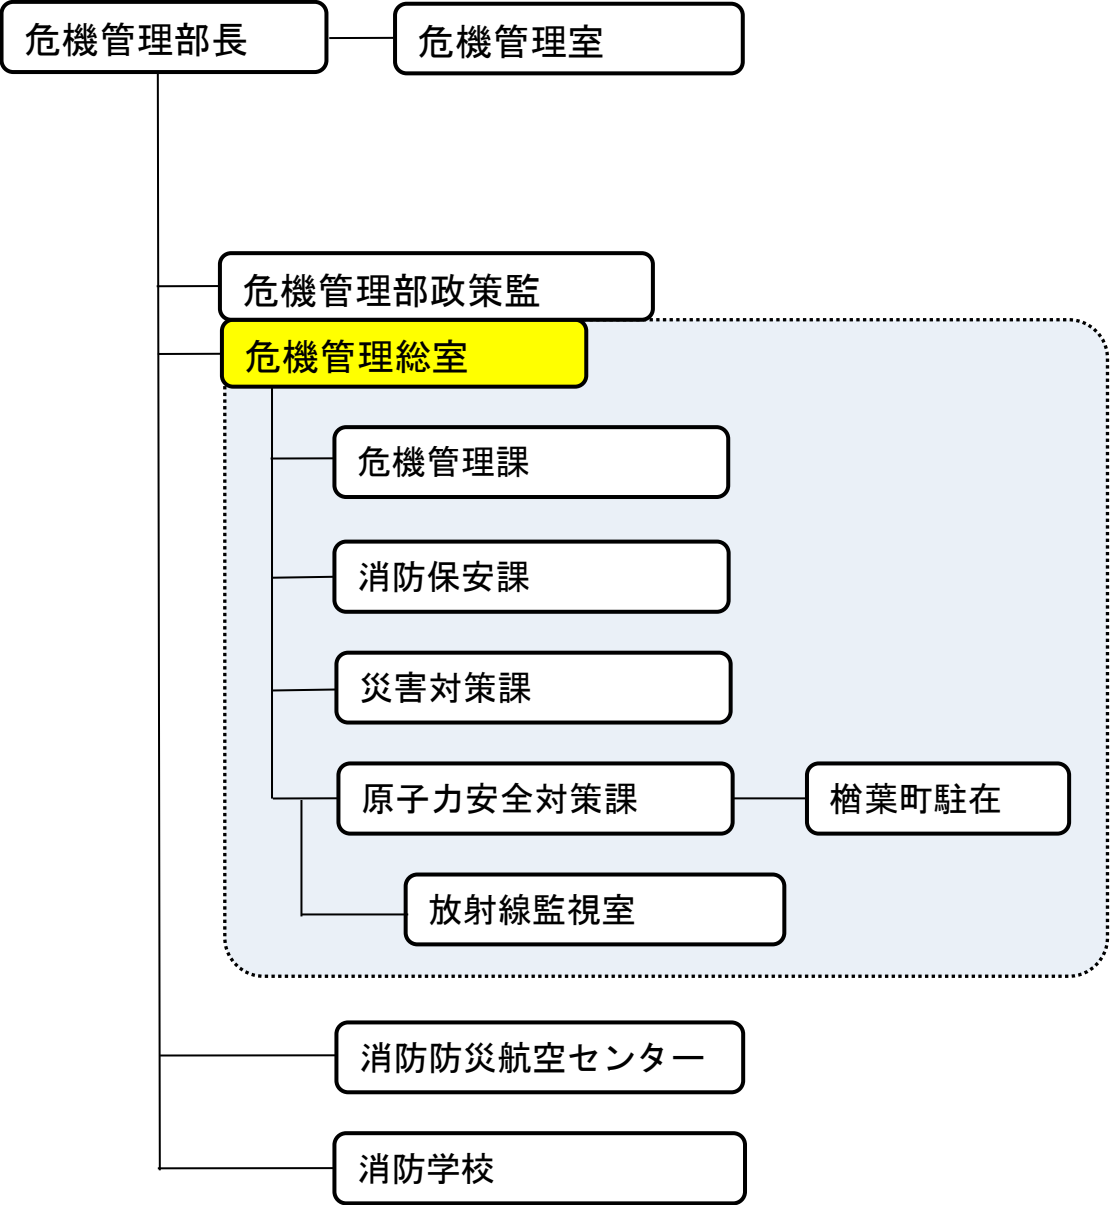 危機管理部長
危機管理室
危機管理部政策監
危機管理総室
危機管理課
消防保安課
災害対策課
原子力安全対策課
楢葉町駐在
放射線監視室
消防防災航空センター
消防学校